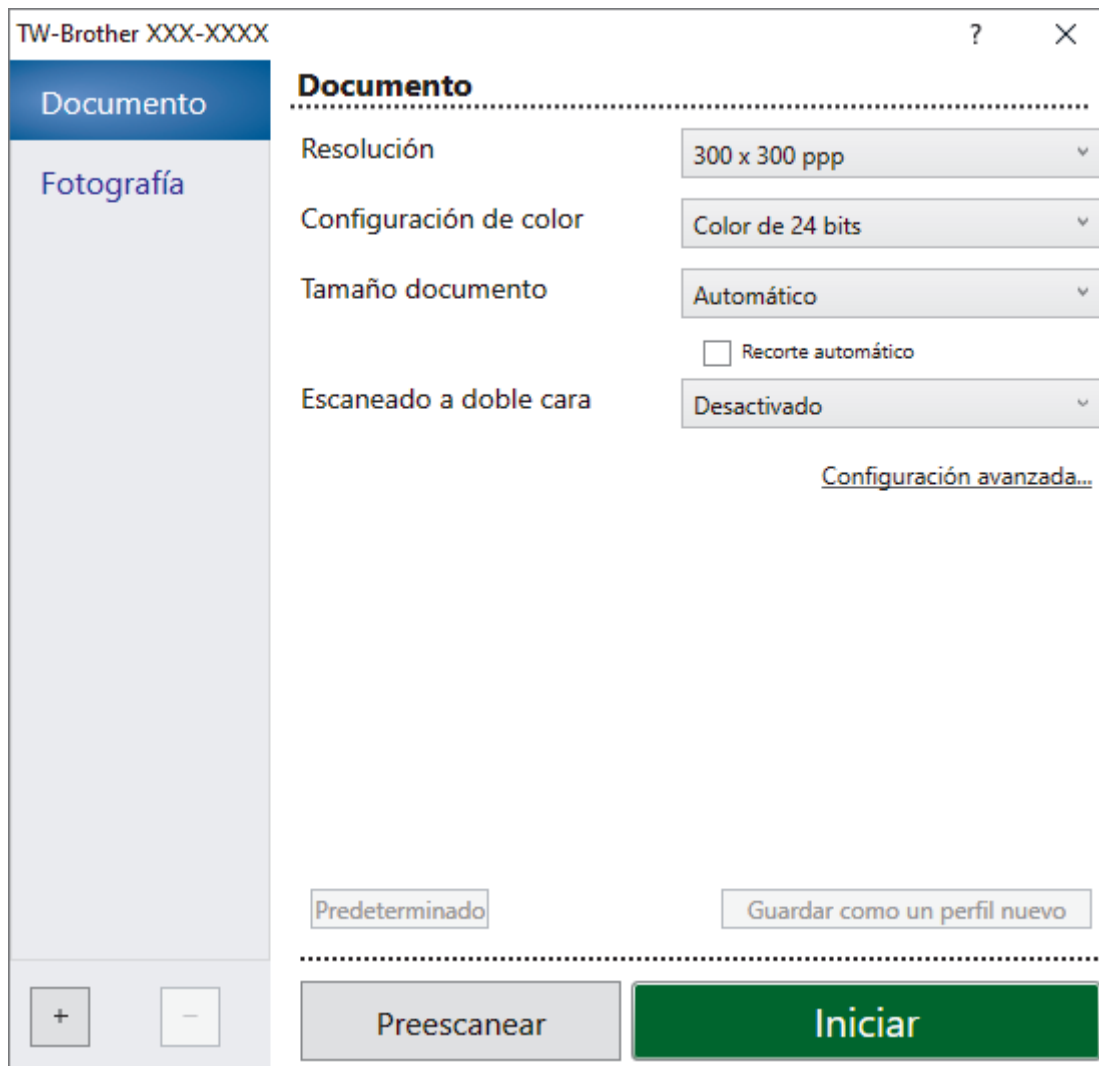 TW-Brother XXX-XXXX ?
Documento
Fotografía
Documento
Resolución 300 x 300 ppp
Configuración de color Color de 24 bits
Tamaño documento Automático
Recorte automático
Escaneado a doble cara Desactivado
Configuración avanzada...
Predeterminado Guardar como un perfil nuevo
+ −
Preescanear Iniciar